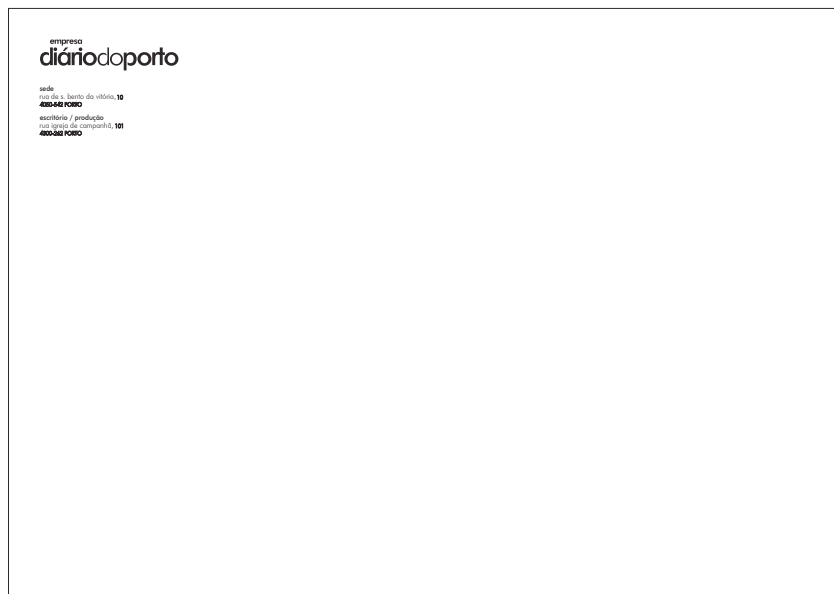 empresa
diáriodoporto
sede
rua de s. bento da vitória, 10
4050-542 PORTO
escritório / produção
rua igreja de campanhã, 101
4300-262 PORTO